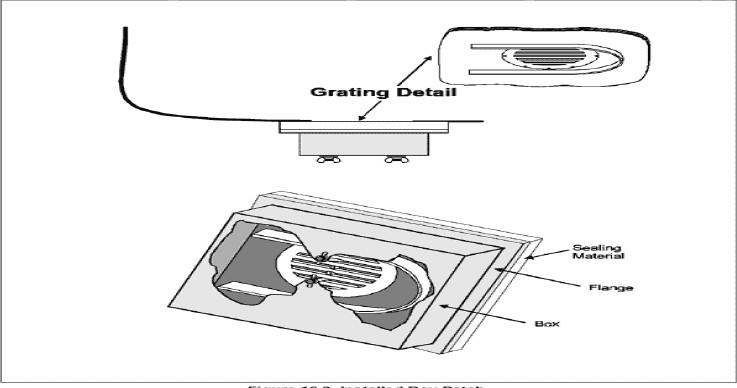 Grating Detail
Sealing
Material
Flange
Box